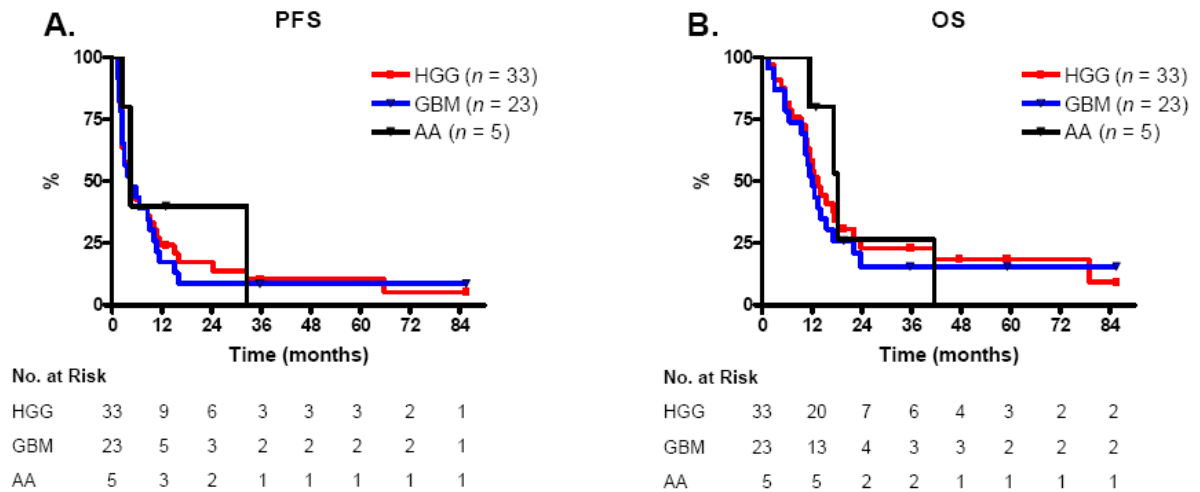 A.
PFS
100
75
50
25
0
%
HGG (n = 33)
GBM (n = 23)
AA (n = 5)
0 12 24 36 48 60 72 84
Time (months)
No. at Risk
HGG 33 9 6 3 3 3 2 1
GBM 23 5 3 2 2 2 2 1
AA 5 3 2 1 1 1 1 1
B.
OS
100
75
50
25
0
%
HGG (n = 33)
GBM (n = 23)
AA (n = 5)
0 12 24 36 48 60 72 84
Time (months)
No. at Risk
HGG 33 20 7 6 4 3 2 2
GBM 23 13 4 3 3 2 2 2
AA 5 5 2 2 1 1 1 1